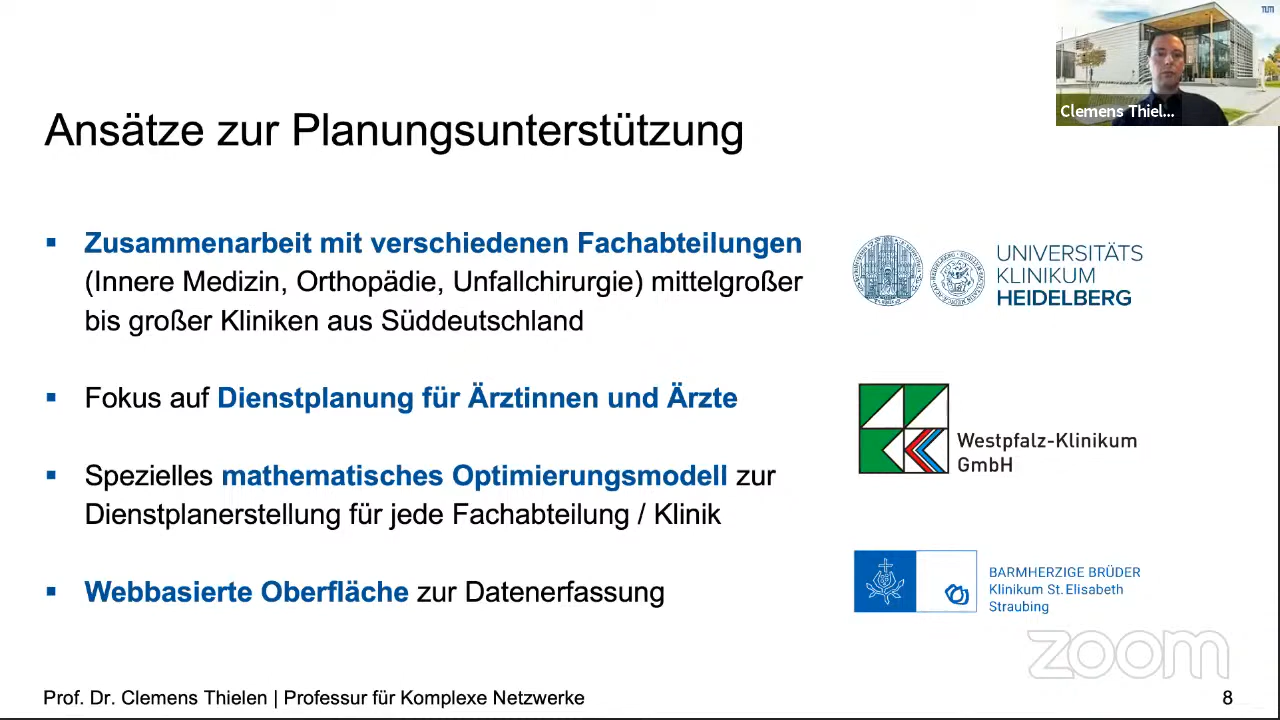 TUM
Clemens Thiel...
Ansätze zur Planungsunterstützung
▪ Zusammenarbeit mit verschiedenen Fachabteilungen
(Innere Medizin, Orthopädie, Unfallchirurgie) mittelgroßer
bis großer Kliniken aus Süddeutschland
▪ Fokus auf Dienstplanung für Ärztinnen und Ärzte
▪ Spezielles mathematisches Optimierungsmodell zur
Dienstplanerstellung für jede Fachabteilung / Klinik
▪ Webbasierte Oberfläche zur Datenerfassung
UNIVERSITÄTS
KLINIKUM
HEIDELBERG
Westpfalz-Klinikum
GmbH
BARMHERZIGE BRÜDER
Klinikum St. Elisabeth
Straubing
zoom
Prof. Dr. Clemens Thielen | Professur für Komplexe Netzwerke
8